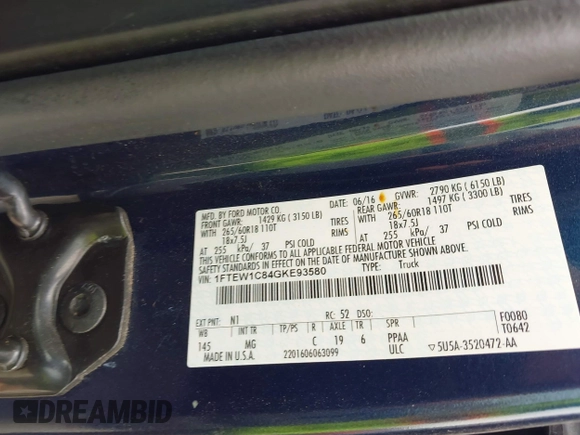 MFD. BY FORD MOTOR CO.
DATE: 06/16 GVWR: 2790 KG ( 6150 LB)
FRONT GAWR: 1429 KG ( 3150 LB) REAR GAWR: 1497 KG ( 3300 LB)
WITH 265/60R18 110T TIRES WITH 265/60R18 110T TIRES
18x7.5J RIMS 18x7.5J RIMS
AT 255 kPa/ 37 PSI COLD AT 255 kPa/ 37 PSI COLD
THIS VEHICLE CONFORMS TO ALL APPLICABLE FEDERAL MOTOR VEHICLE
SAFETY STANDARDS IN EFFECT ON THE DATE OF MANUFACTURE SHOWN ABOVE.
VIN: 1FTEW1C84GKE93580 TYPE: Truck
EXT PNT: N1 RC: 52 DSO: F0080
WB INT TR TP/PS R AXLE TR SPR T0642
145 MG C 19 6 PPAA
MADE IN U.S.A. 2201606063099 ULC ▽5U5A-3520472-AA
DREAMBID